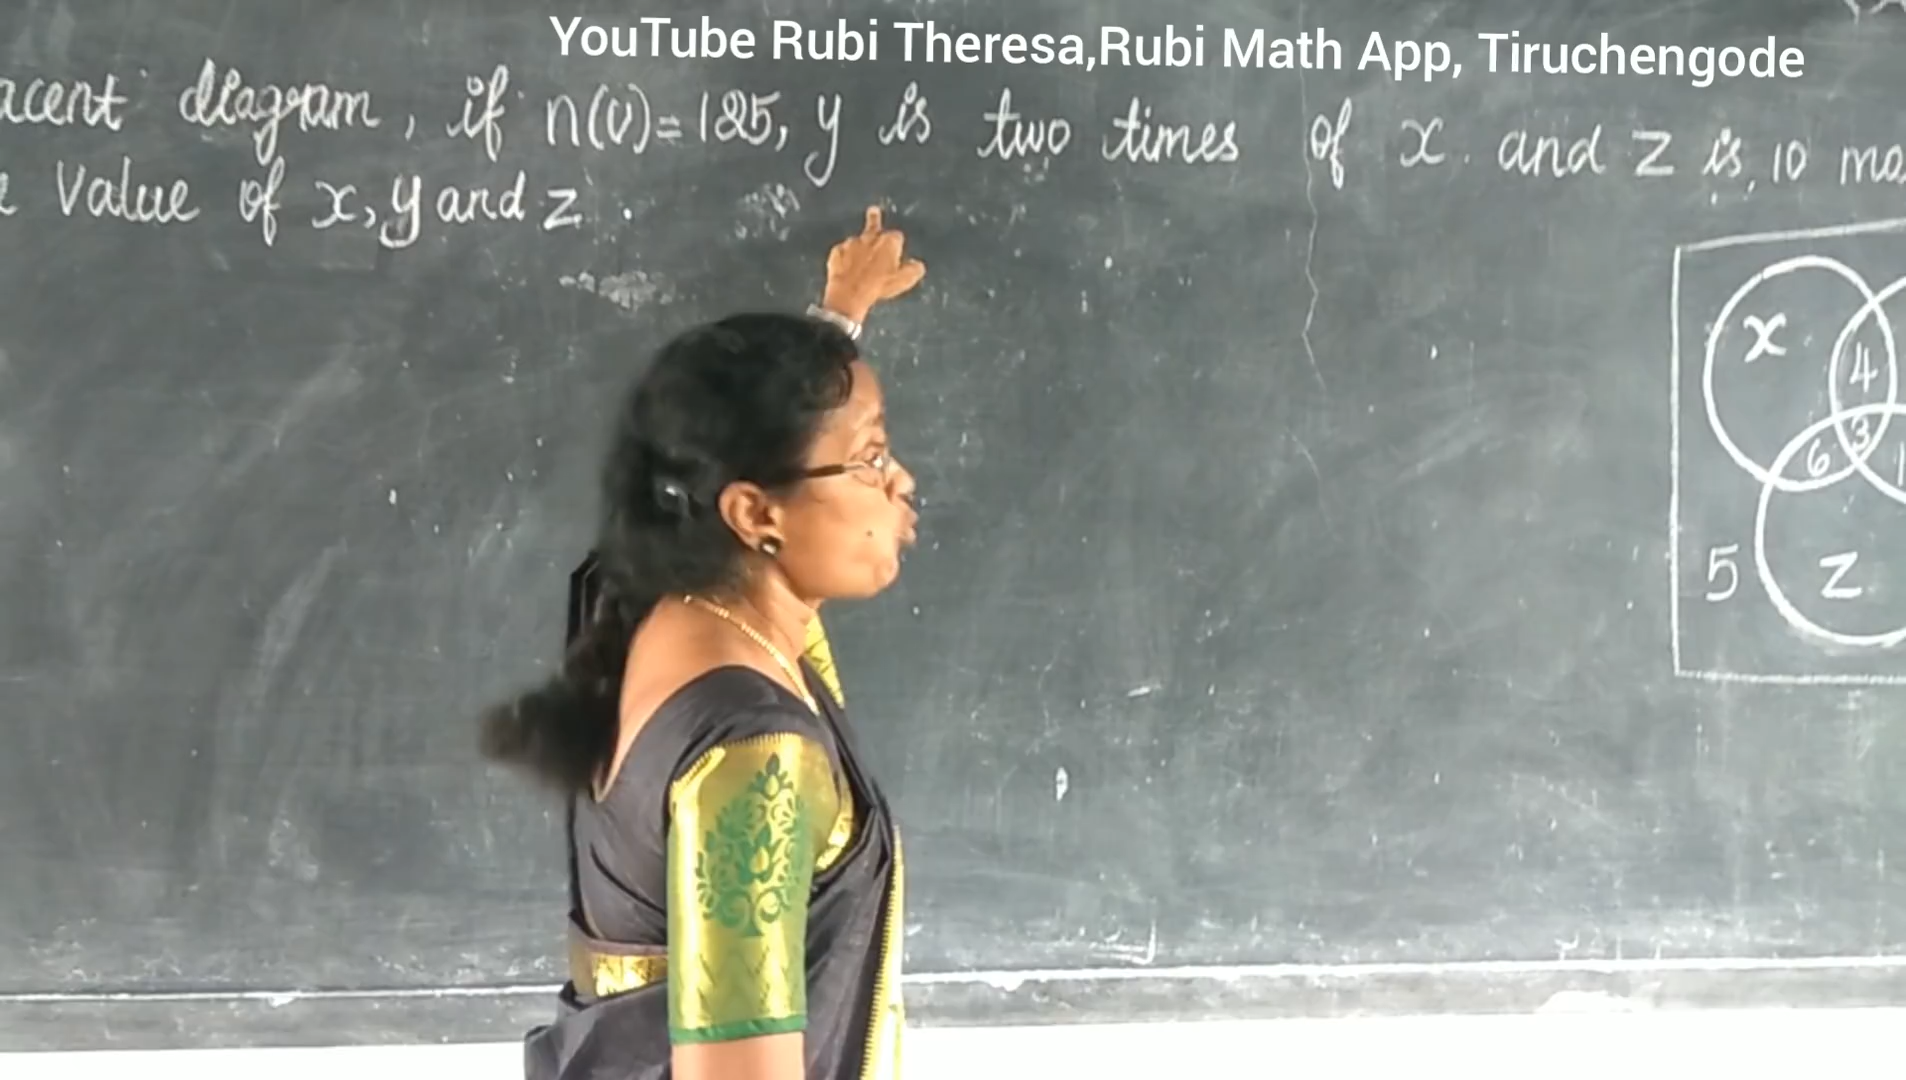 YouTube Rubi Theresa,Rubi Math App, Tiruchengode
acent diagram, if n(U)=125, y is two times of x and z is 10 mo
e value of x, y and z.
x
4
6 3 1
5 z